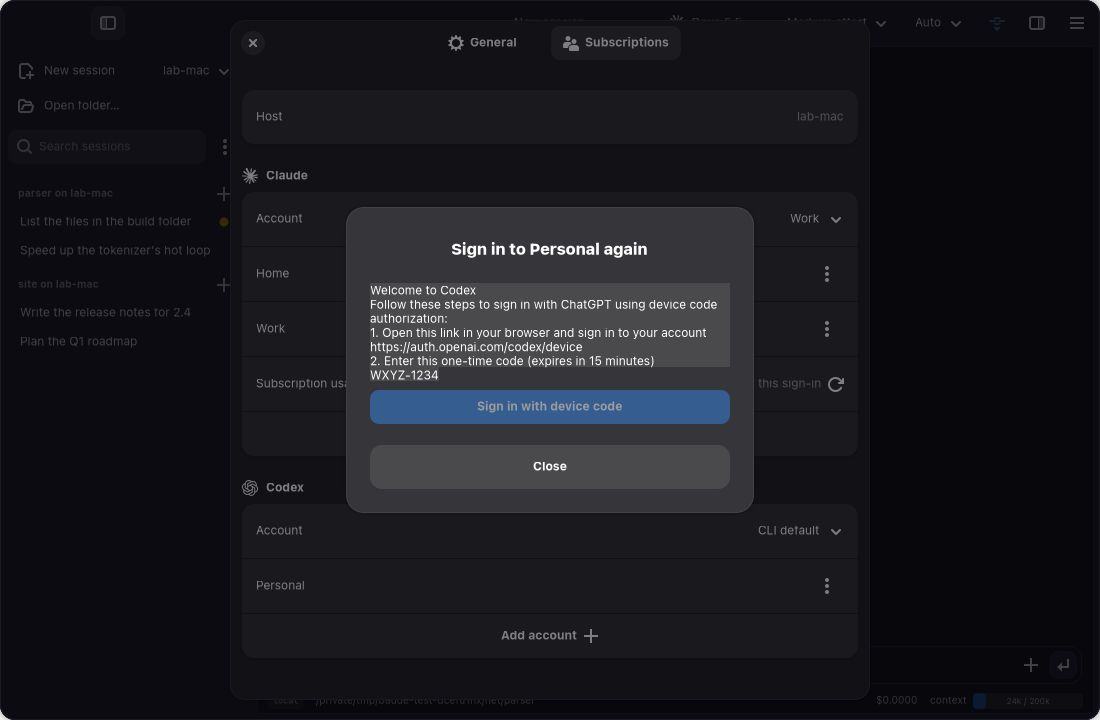 Auto
New session
lab-mac
Open folder...
Search sessions
parser on lab-mac
List the files in the build folder
Speed up the tokenizer's hot loop
site on lab-mac
Write the release notes for 2.4
Plan the Q1 roadmap
General
Subscriptions
Host
lab-mac
Claude
Account
Work
Home
Work
Subscription
this sign-in
Sign in to Personal again
Welcome to Codex
Follow these steps to sign in with ChatGPT using device code
authorization:
1. Open this link in your browser and sign in to your account
https://auth.openai.com/codex/device
2. Enter this one-time code (expires in 15 minutes)
WXYZ-1234
Sign in with device code
Close
Codex
Account
CLI default
Personal
Add account
$0.0000
context
24k / 200k